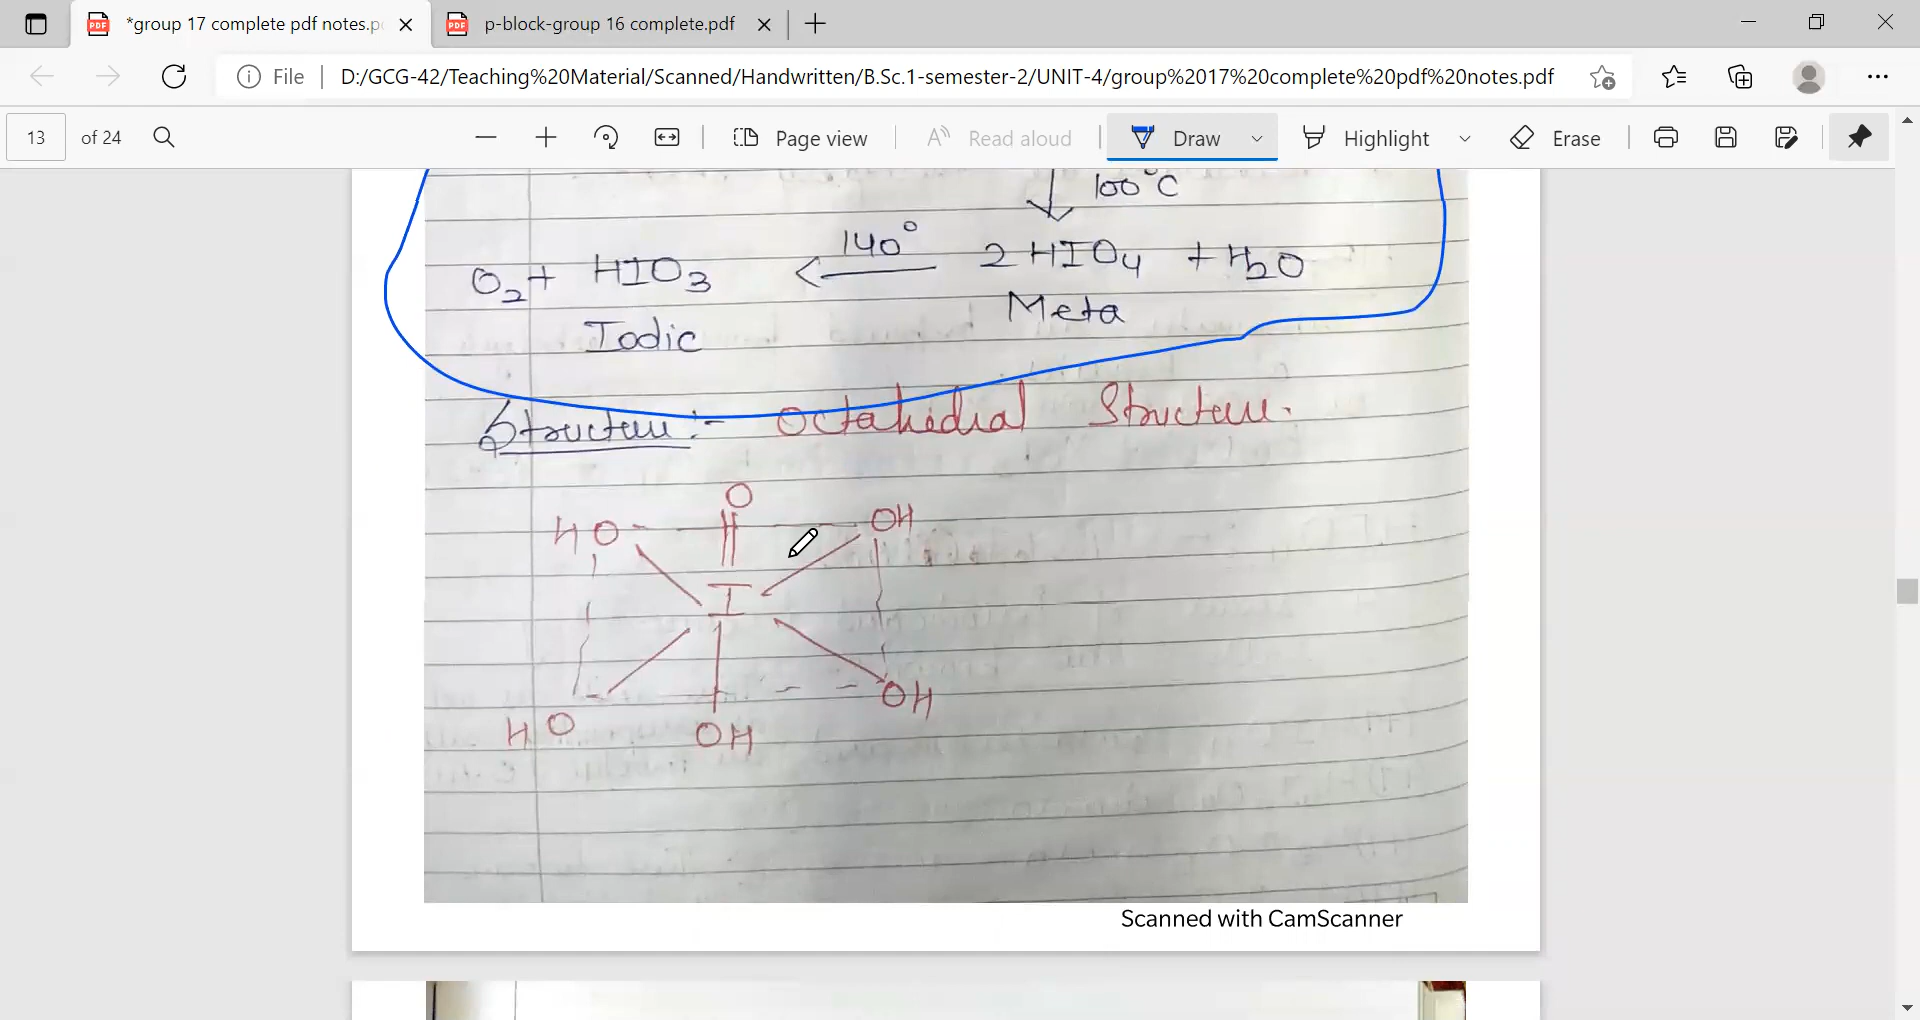 *group 17 complete pdf notes.p
p-block-group 16 complete.pdf
File
D:/GCG-42/Teaching%20Material/Scanned/Handwritten/B.Sc.1-semester-2/UNIT-4/group%2017%20complete%20pdf%20notes.pdf
13 of 24
Page view
Read aloud
Draw
Highlight
Erase
100°C
O2 + HIO3 <— 140° 2 HIO4 + H2O
Iodic
Meta
Structure :- Octahedral Structure.
O
HO
OH
I
HO
OH
OH
Scanned with CamScanner